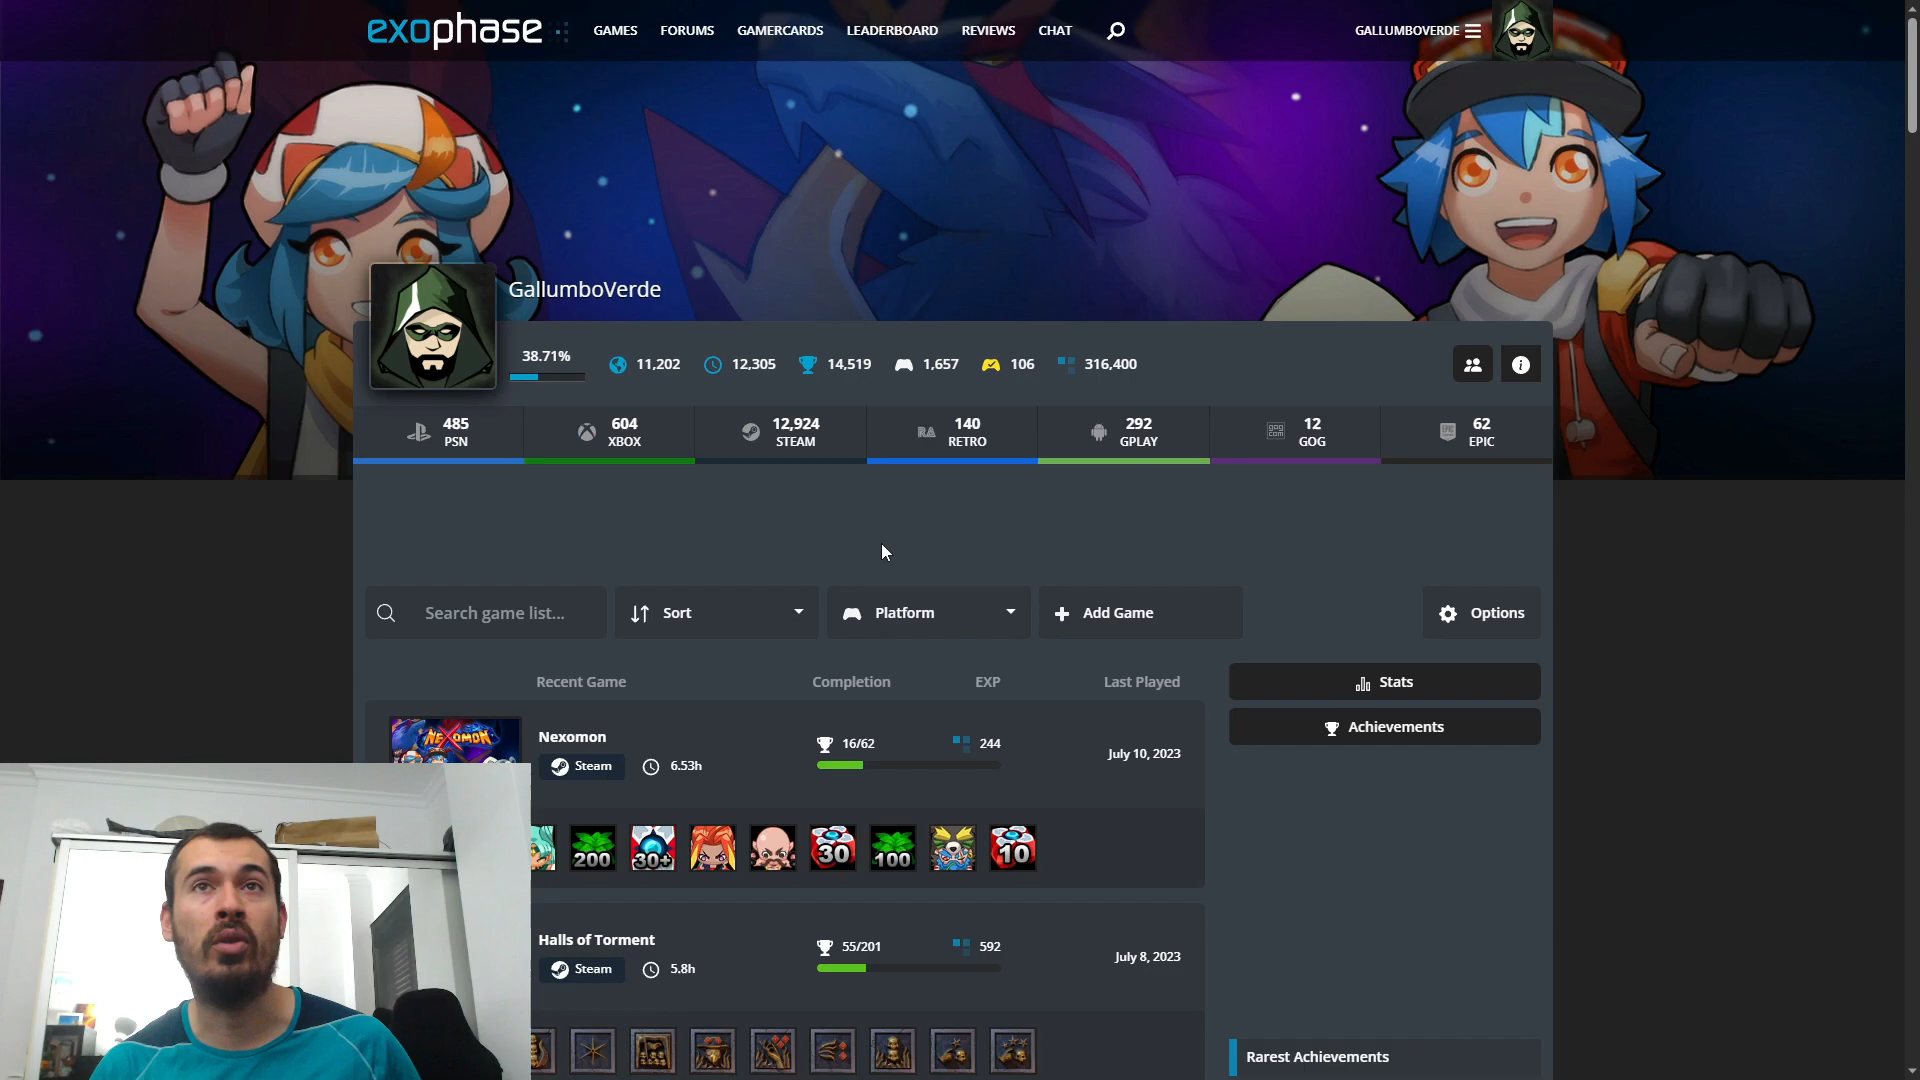 exophase
GAMES
FORUMS
GAMERCARDS
LEADERBOARD
REVIEWS
CHAT
GALLUMBOVERDE
GallumboVerde
38.71%
11,202
12,305
14,519
1,657
106
316,400
485
PSN
604
XBOX
12,924
STEAM
RA
140
RETRO
292
GPLAY
GOG
COM
12
GOG
62
EPIC
Search game list...
Sort
Platform
Add Game
Options
Recent Game
Completion
EXP
Last Played
Stats
Achievements
NEXOMON
Nexomon
Steam
6.53h
16/62
244
July 10, 2023
200
30+
30
100
10
Halls of Torment
Steam
5.8h
55/201
592
July 8, 2023
Rarest Achievements